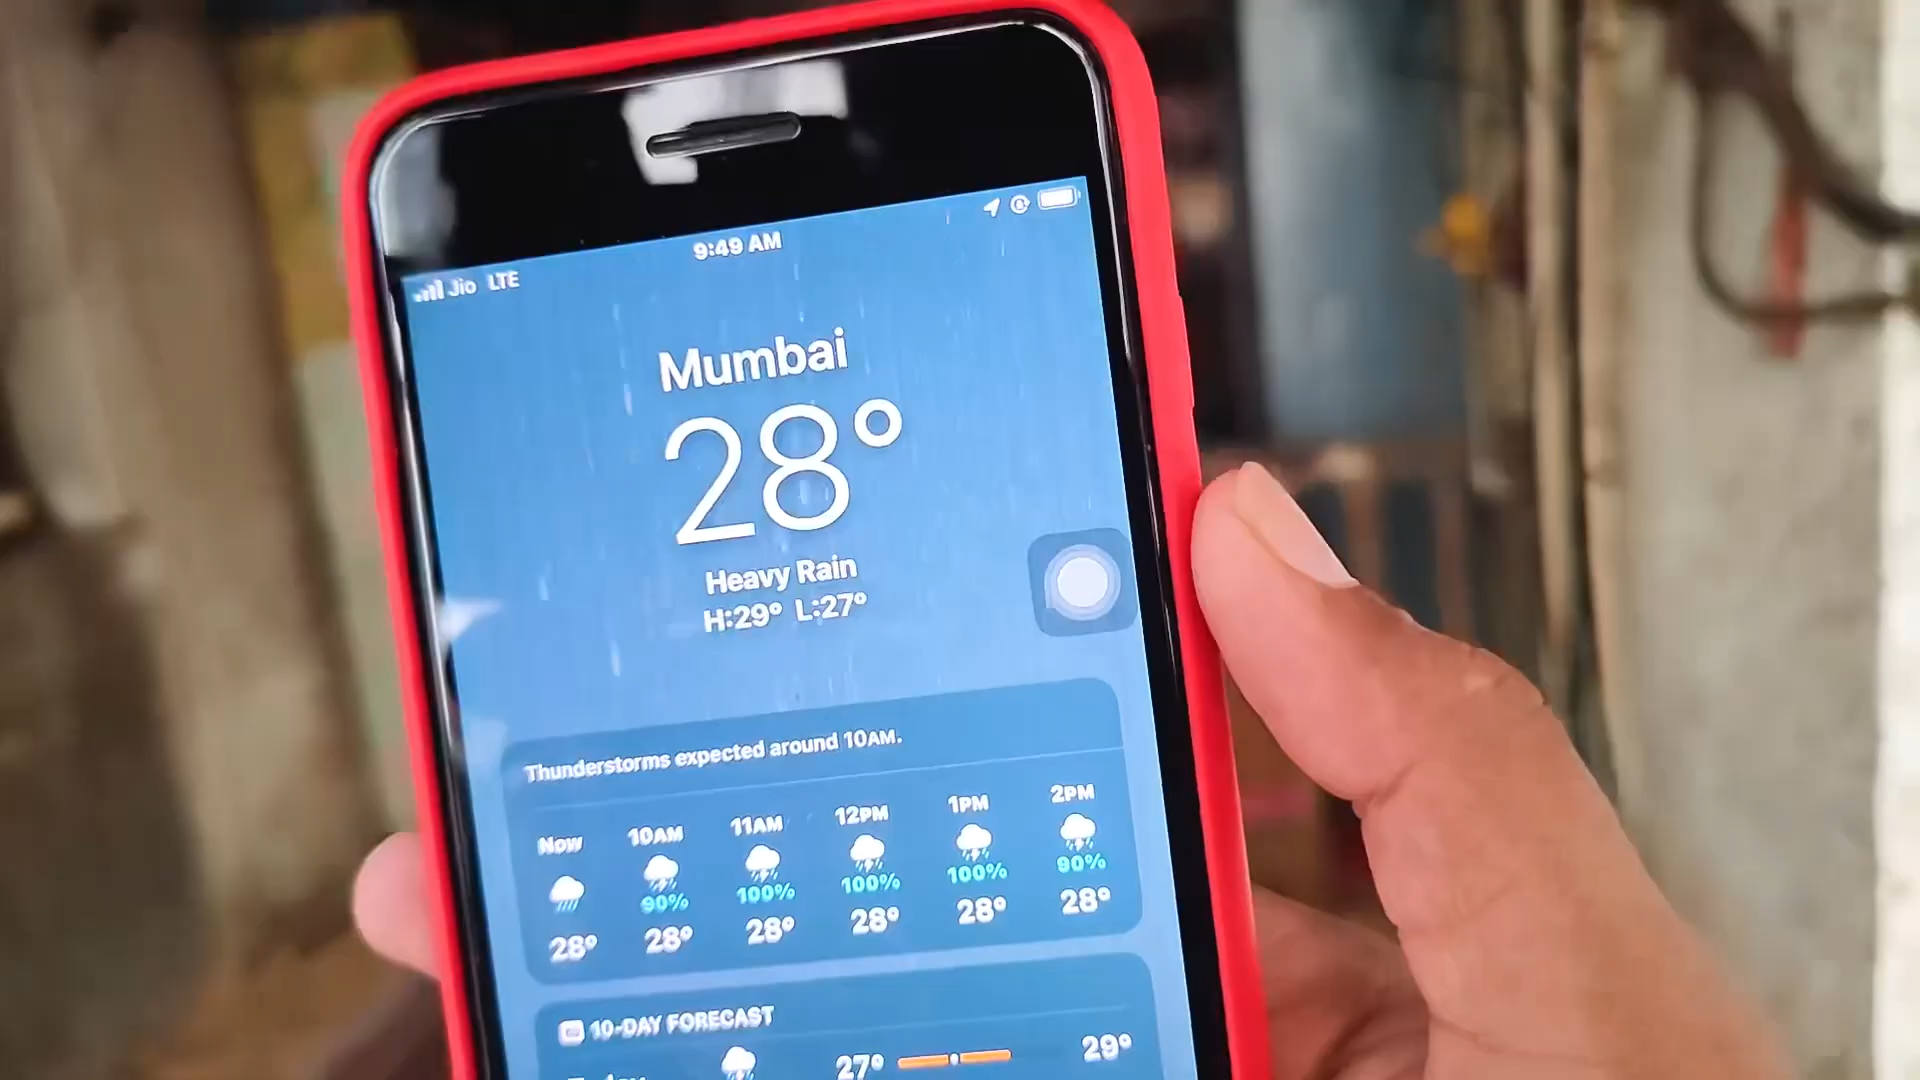 9:49 AM
Jio LTE
Mumbai
28°
Heavy Rain
H:29° L:27°
Thunderstorms expected around 10AM.
Now 10AM 11AM 12PM 1PM 2PM
90% 100% 100% 100% 90%
28° 28° 28° 28° 28° 28°
10-DAY FORECAST
Today 27° 29°